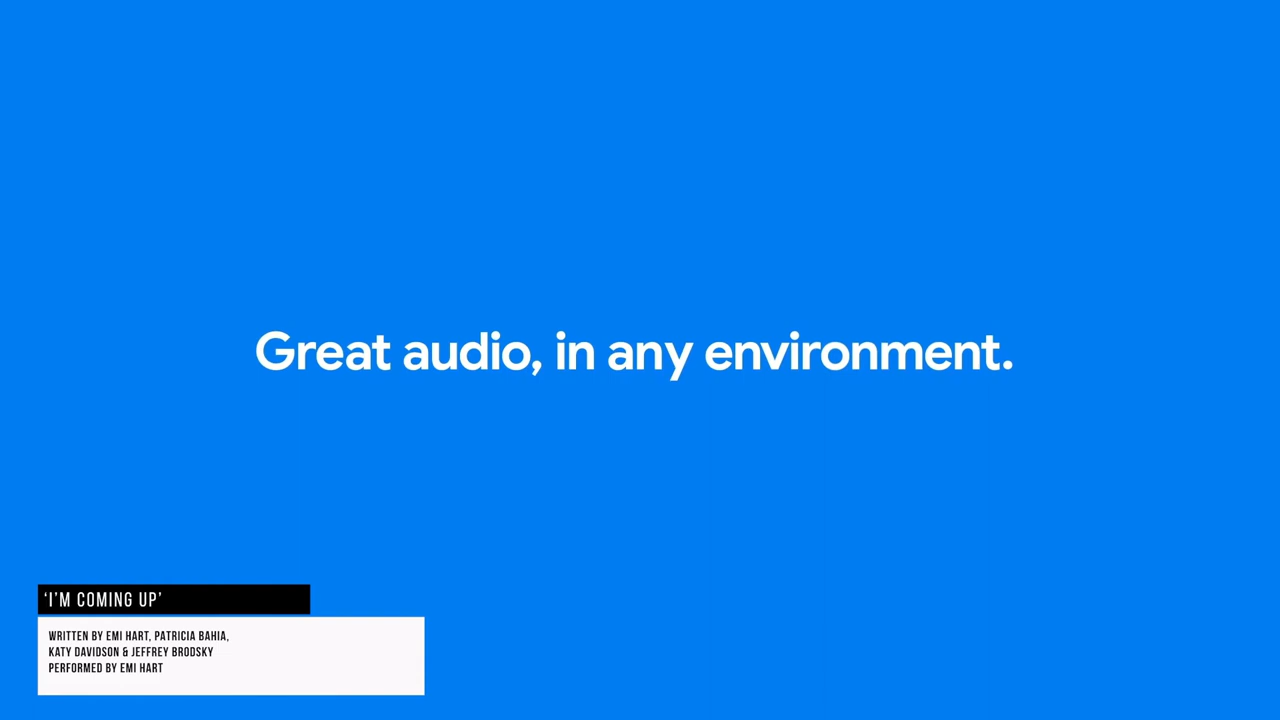 Great audio, in any environment.
‘I’M COMING UP’
WRITTEN BY EMI HART, PATRICIA BAHIA,
KATY DAVIDSON & JEFFREY BRODSKY
PERFORMED BY EMI HART